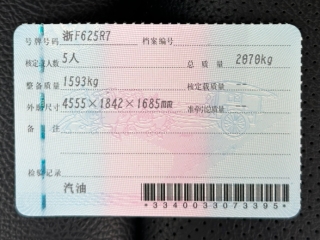 号牌号码 浙F625R7 档案编号
核定载人数 5人 总质量 2070kg
整备质量 1593kg 核定载质量 --
外廓尺寸 4555×1842×1685mm 准牵引总质量 --
备注
检验记录
汽油
*3340033073395*